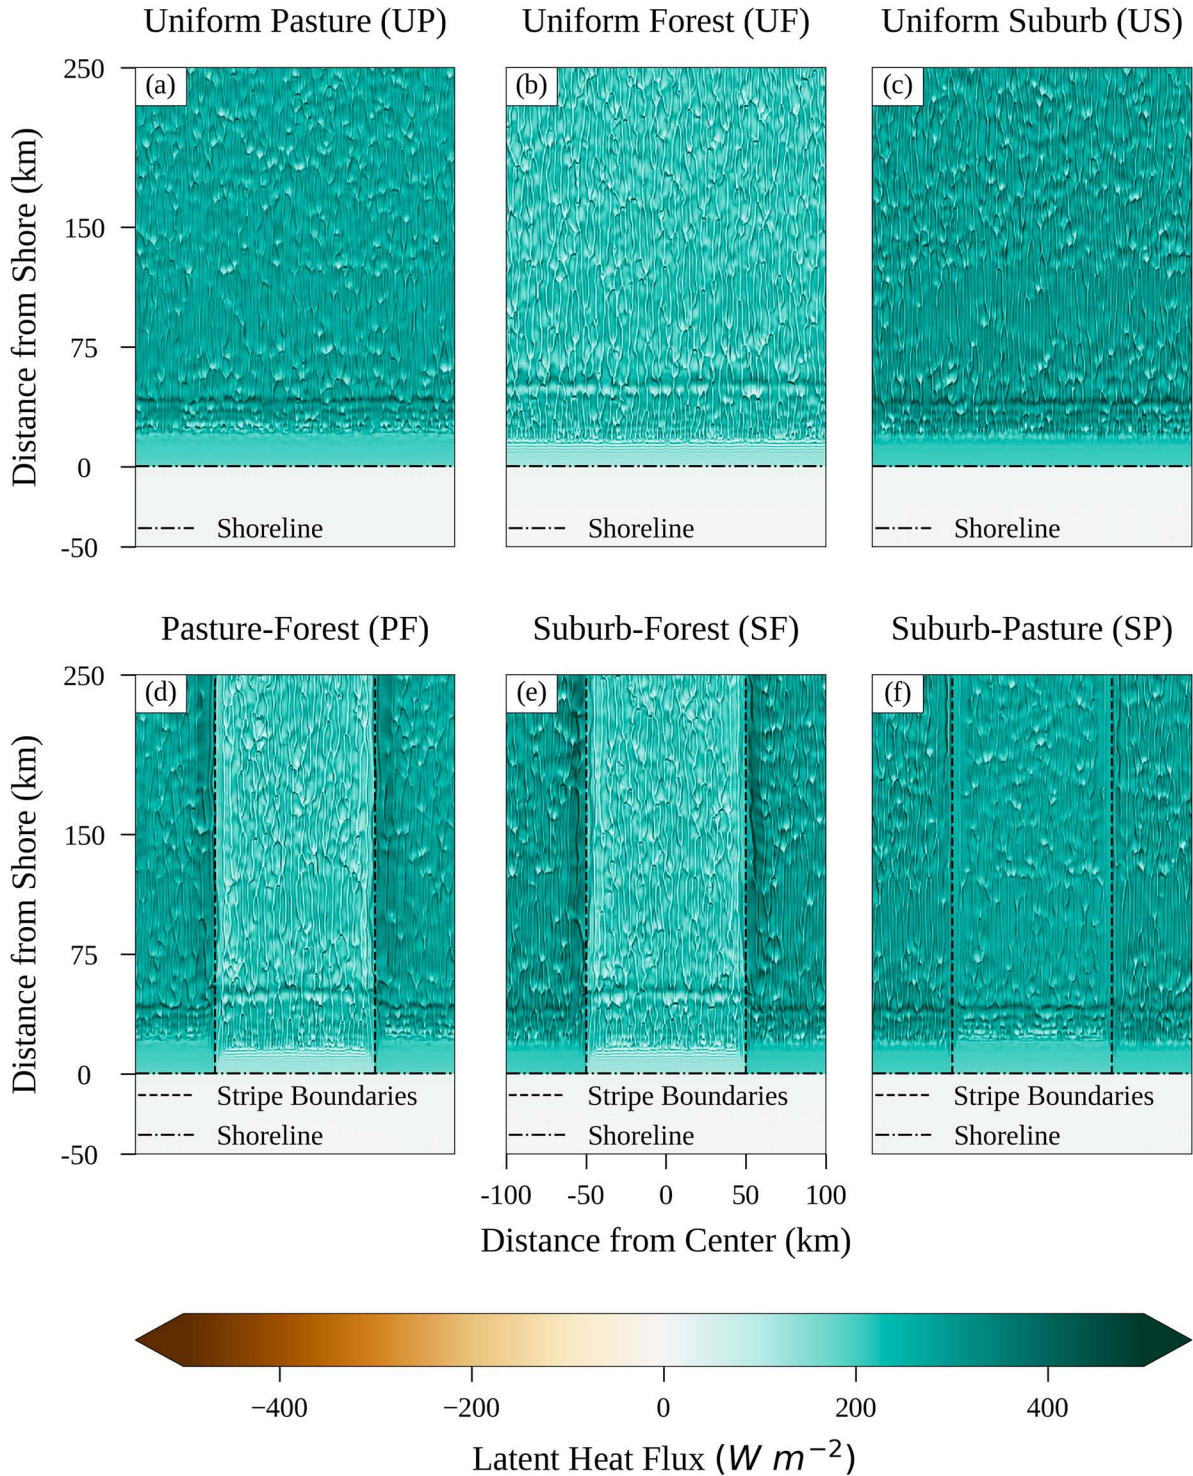 Uniform Pasture (UP) Uniform Forest (UF) Uniform Suburb (US)
(a) (b) (c)
250
150
75
0
-50
Distance from Shore (km)
Shoreline Shoreline Shoreline
Pasture-Forest (PF) Suburb-Forest (SF) Suburb-Pasture (SP)
(d) (e) (f)
250
150
75
0
-50
Distance from Shore (km)
Stripe Boundaries Stripe Boundaries Stripe Boundaries
Shoreline Shoreline Shoreline
-100 -50 0 50 100
Distance from Center (km)
−400 −200 0 200 400
Latent Heat Flux (W m⁻²)